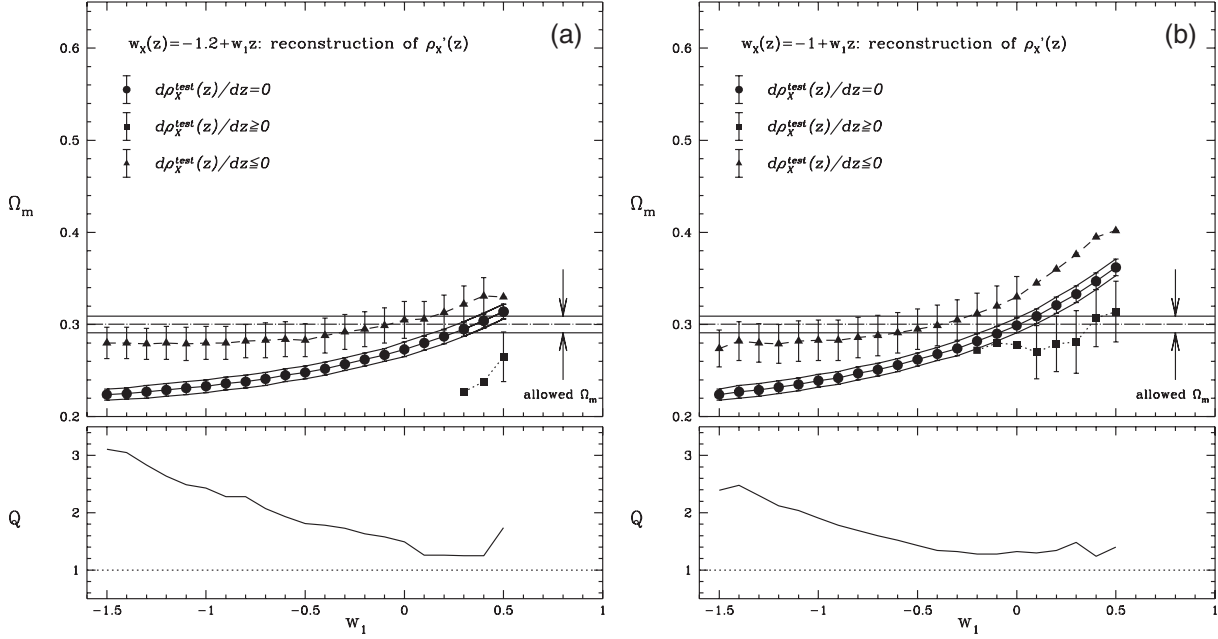 (a)
w_X(z)=−1.2+w_1z: reconstruction of ρ_X'(z)
dρ_X^test(z)/dz=0
dρ_X^test(z)/dz≧0
dρ_X^test(z)/dz≦0
0.6
0.4
0.3
0.2
Ω_m
allowed Ω_m
3
2
1
Q
−1.5
−1
−0.5
0
0.5
1
w_1
(b)
w_X(z)=−1+w_1z: reconstruction of ρ_X'(z)
dρ_X^test(z)/dz=0
dρ_X^test(z)/dz≧0
dρ_X^test(z)/dz≦0
0.6
0.4
0.3
0.2
Ω_m
allowed Ω_m
3
2
1
Q
−1.5
−1
−0.5
0
0.5
1
w_1